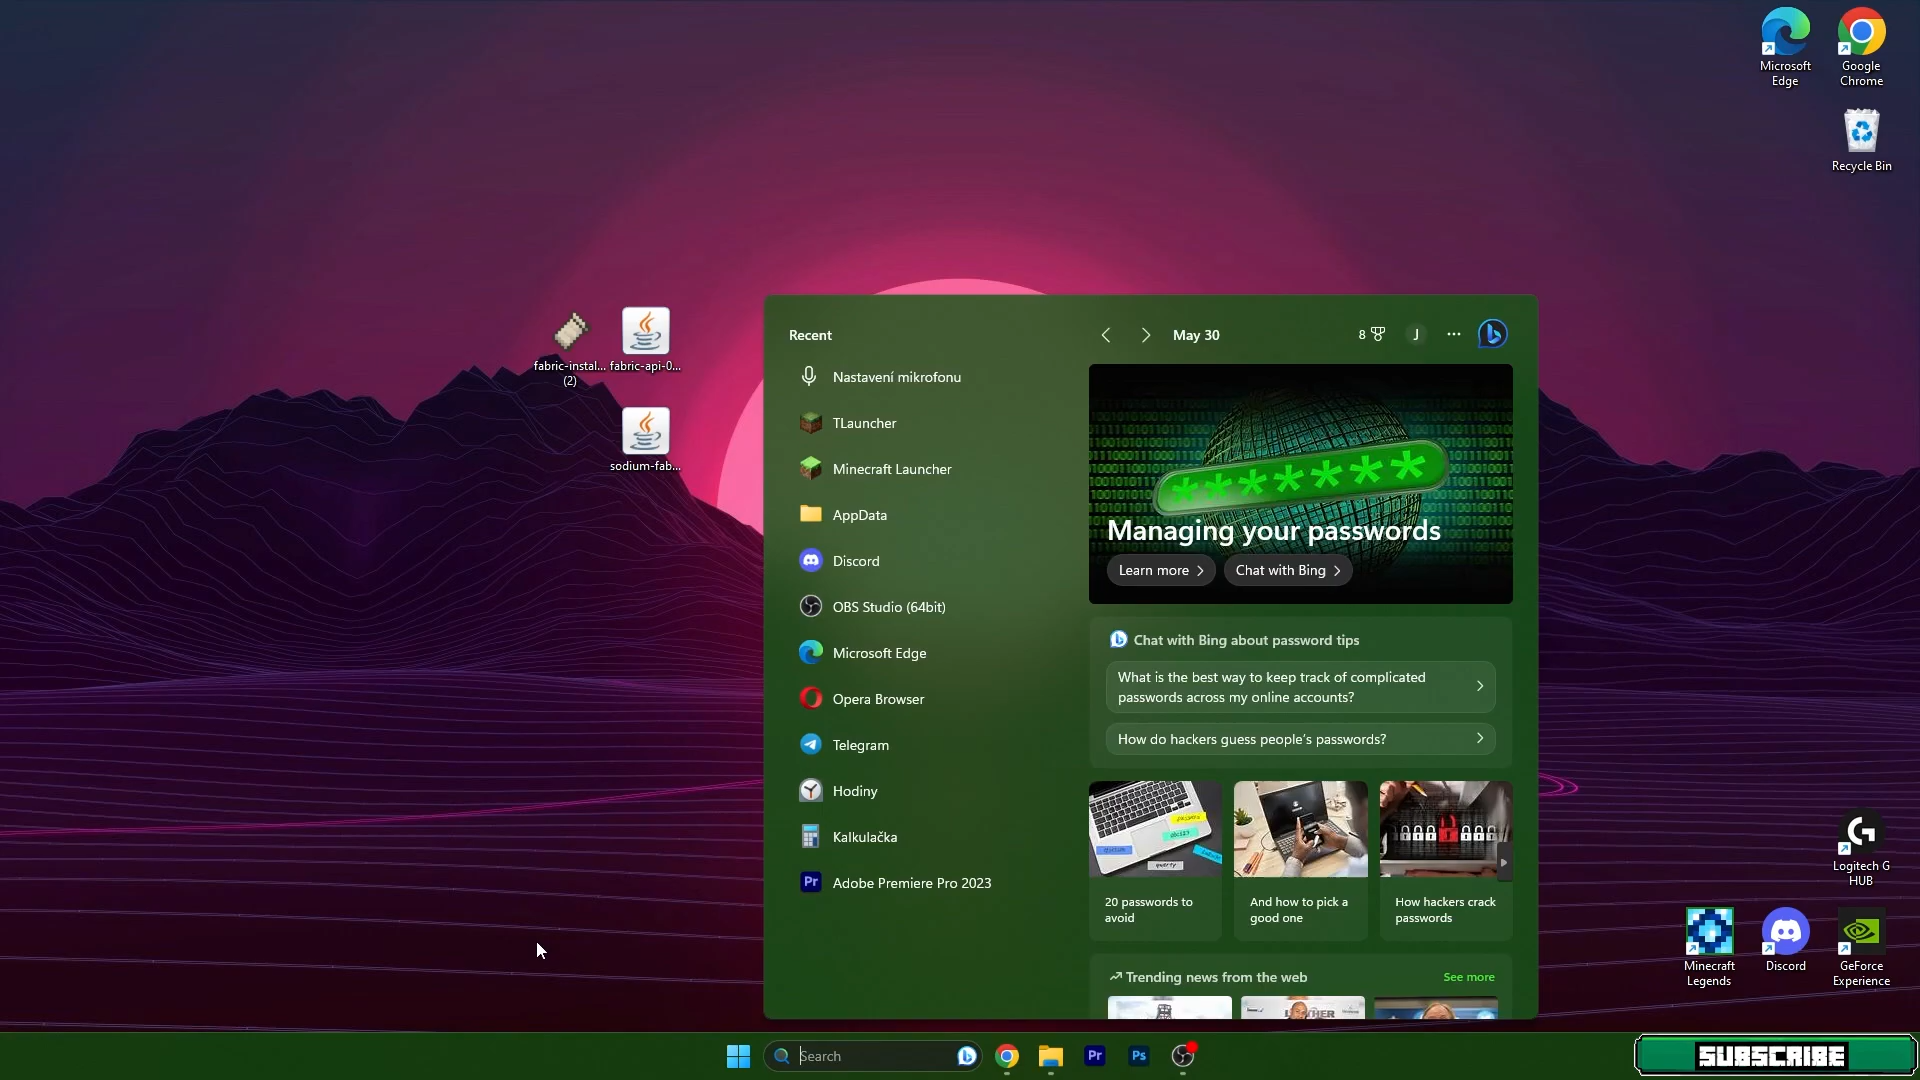 Microsoft
Edge
Google
Chrome
Recycle Bin
fabric-instal...
(2)
fabric-api-0...
sodium-fab...
Recent
Nastavení mikrofonu
TLauncher
Minecraft Launcher
AppData
Discord
OBS Studio (64bit)
Microsoft Edge
Opera Browser
Telegram
Hodiny
Kalkulačka
Adobe Premiere Pro 2023
May 30
8
J
Managing your passwords
Learn more
Chat with Bing
Chat with Bing about password tips
What is the best way to keep track of complicated
passwords across my online accounts?
How do hackers guess people's passwords?
qwerty
20 passwords to
avoid
And how to pick a
good one
How hackers crack
passwords
Trending news from the web
See more
Logitech G
HUB
Minecraft
Legends
Discord
GeForce
Experience
Search
Pr
Ps
SUBSCRIBE